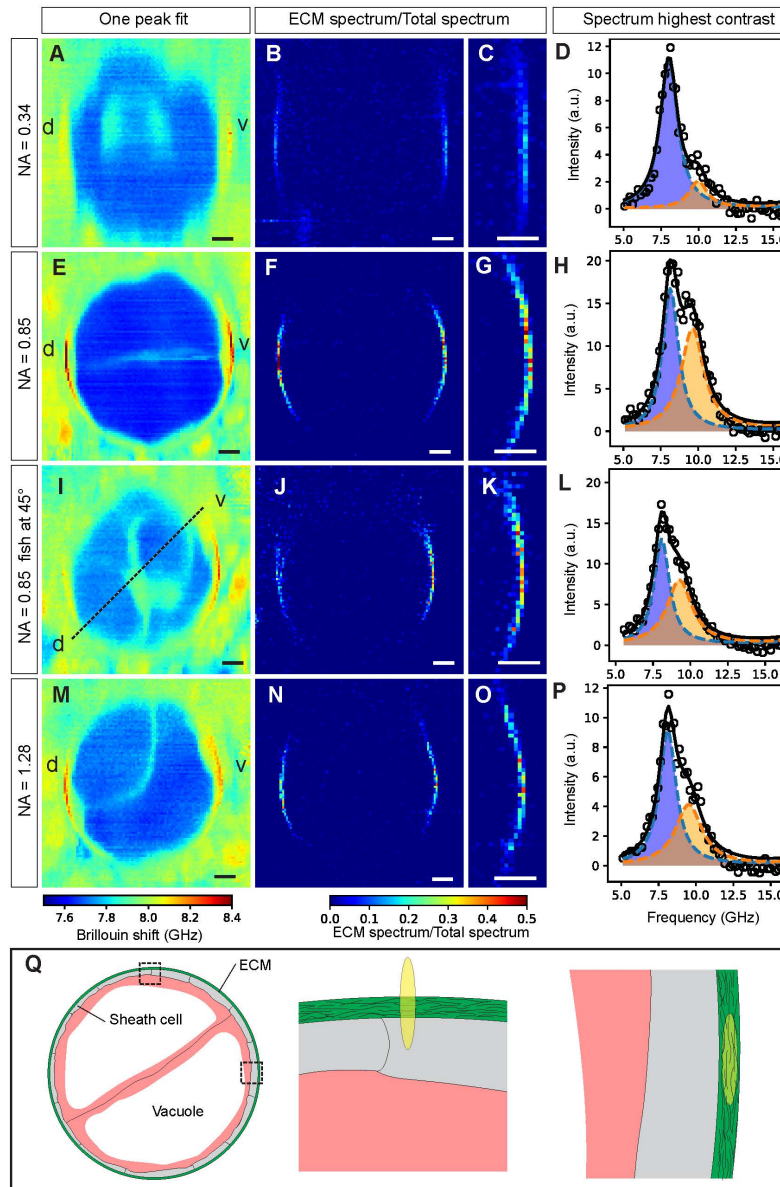 One peak fit
ECM spectrum/Total spectrum
Spectrum highest contrast
NA = 0.34
A
d
v
B
C
D
Intensity (a.u.)
12
10
8
6
4
2
0
5.0 7.5 10.0 12.5 15.0
NA = 0.85
E
d
v
F
G
H
Intensity (a.u.)
20
15
10
5
0
5.0 7.5 10.0 12.5 15.0
NA = 0.85 fish at 45°
I
v
d
J
K
L
Intensity (a.u.)
20
15
10
5
0
5.0 7.5 10.0 12.5 15.0
NA = 1.28
M
d
v
N
O
P
Intensity (a.u.)
12
10
8
6
4
2
0
5.0 7.5 10.0 12.5 15.0
7.6 7.8 8.0 8.2 8.4
Brillouin shift (GHz)
0.0 0.1 0.2 0.3 0.4 0.5
ECM spectrum/Total spectrum
Frequency (GHz)
Q
ECM
Sheath cell
Vacuole